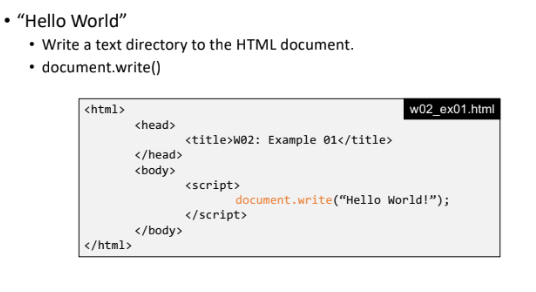 • “Hello World”
• Write a text directory to the HTML document.
• document.write()
<html>
w02_ex01.html
<head>
<title>W02: Example 01</title>
</head>
<body>
<script>
document.write(“Hello World!”);
</script>
</body>
</html>